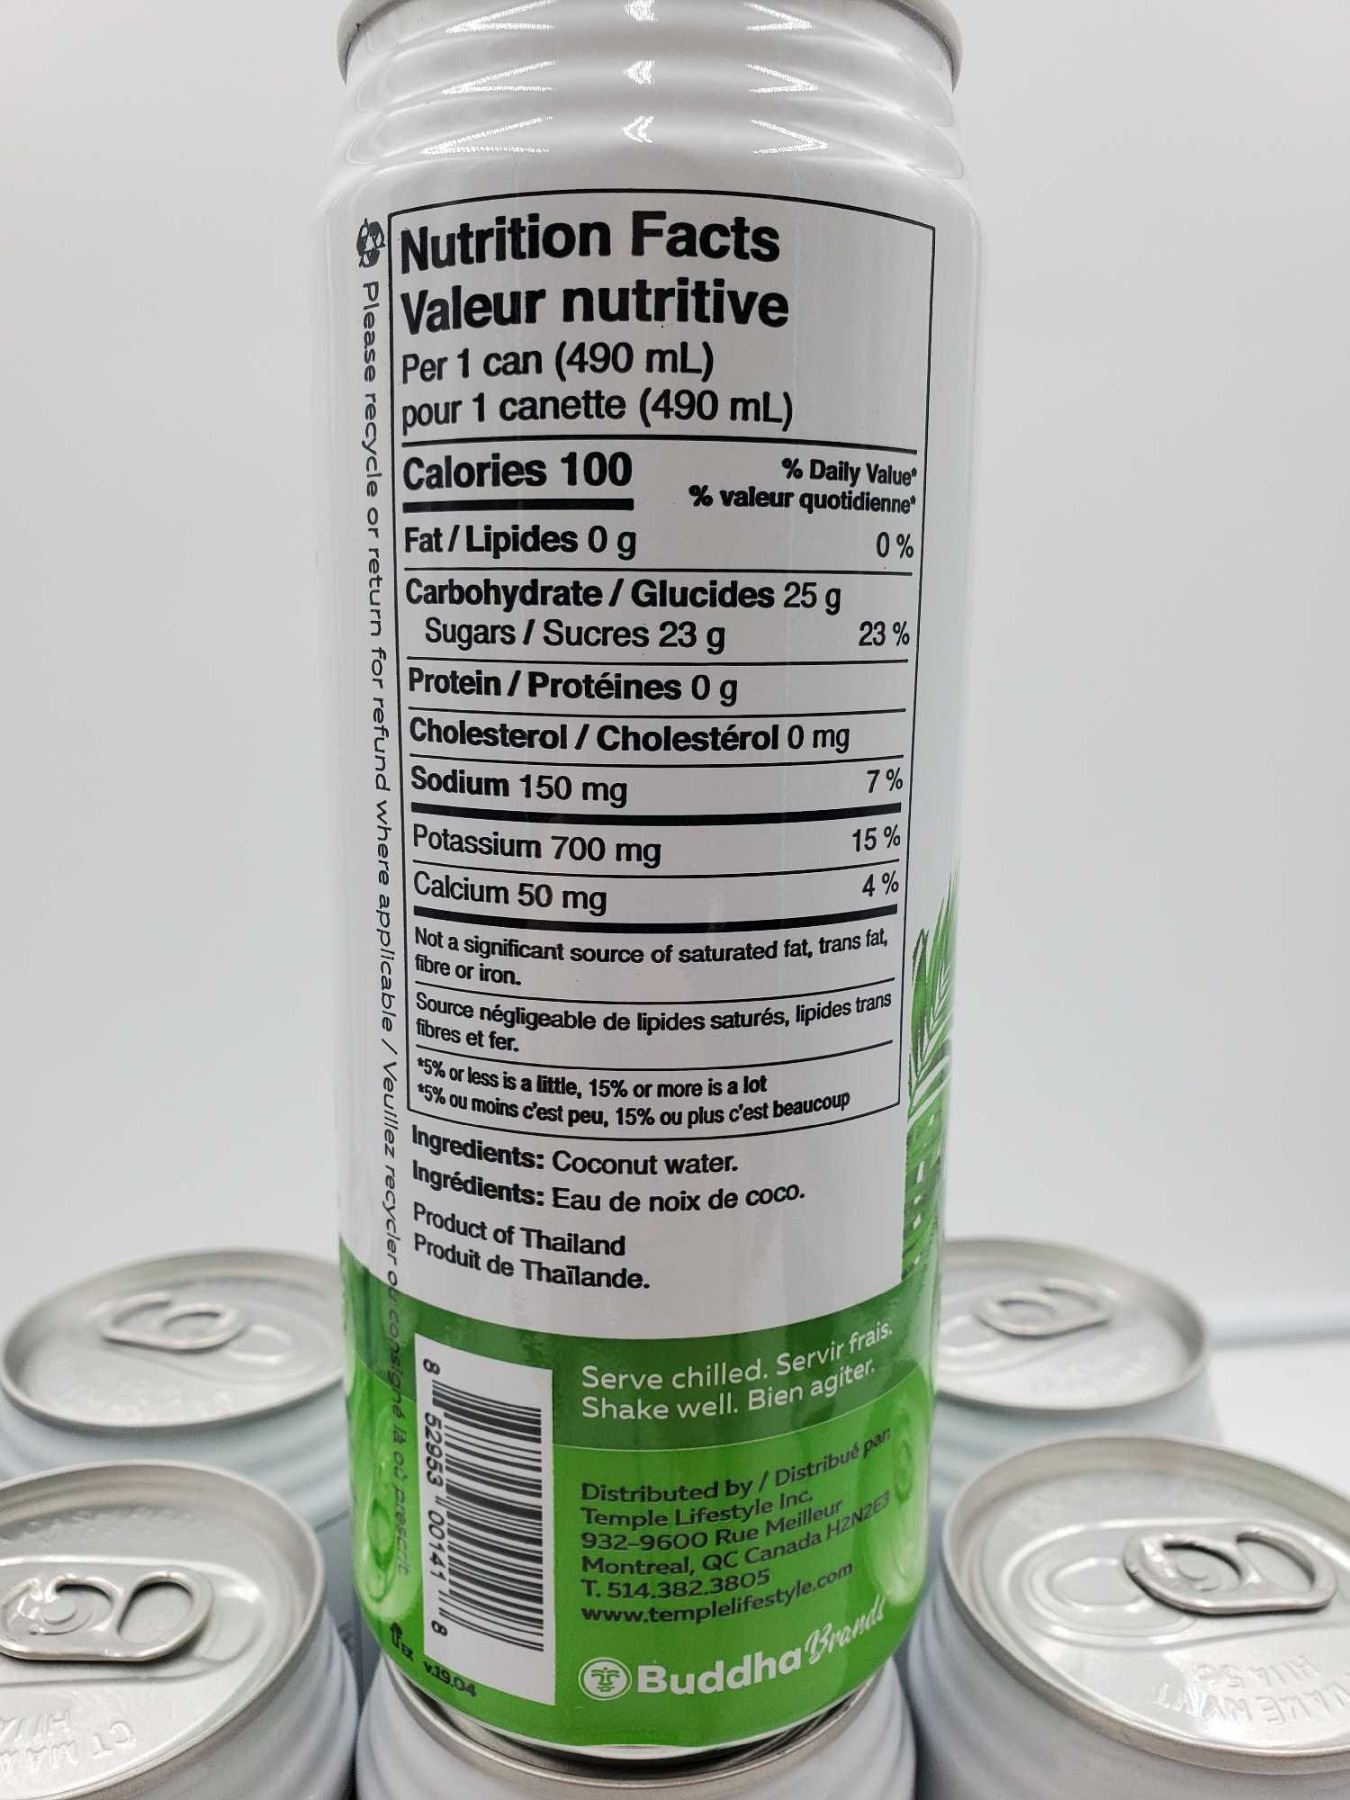 Nutrition Facts
Valeur nutritive
Per 1 can (490 mL)
pour 1 canette (490 mL)
Calories 100
% Daily Value*
% valeur quotidienne*
Fat / Lipides 0 g 0 %
Carbohydrate / Glucides 25 g
Sugars / Sucres 23 g 23 %
Protein / Protéines 0 g
Cholesterol / Cholestérol 0 mg
Sodium 150 mg 7 %
Potassium 700 mg 15 %
Calcium 50 mg 4 %
Not a significant source of saturated fat, trans fat,
fibre or iron.
Source négligeable de lipides saturés, lipides trans
fibres et fer.
*5% or less is a little, 15% or more is a lot
*5% ou moins c'est peu, 15% ou plus c'est beaucoup
Ingredients: Coconut water.
Ingrédients: Eau de noix de coco.
Product of Thailand
Produit de Thaïlande.
Please recycle or return for refund where applicable / Veuillez recycler ou consigné là où prescrit
Serve chilled. Servir frais.
Shake well. Bien agiter.
Distributed by / Distribué par:
Temple Lifestyle Inc.
932-9600 Rue Meilleur
Montreal, QC Canada H2N2E3
T. 514.382.3805
www.templelifestyle.com
Buddha Brands
8 52953 00141 8
v.19.04